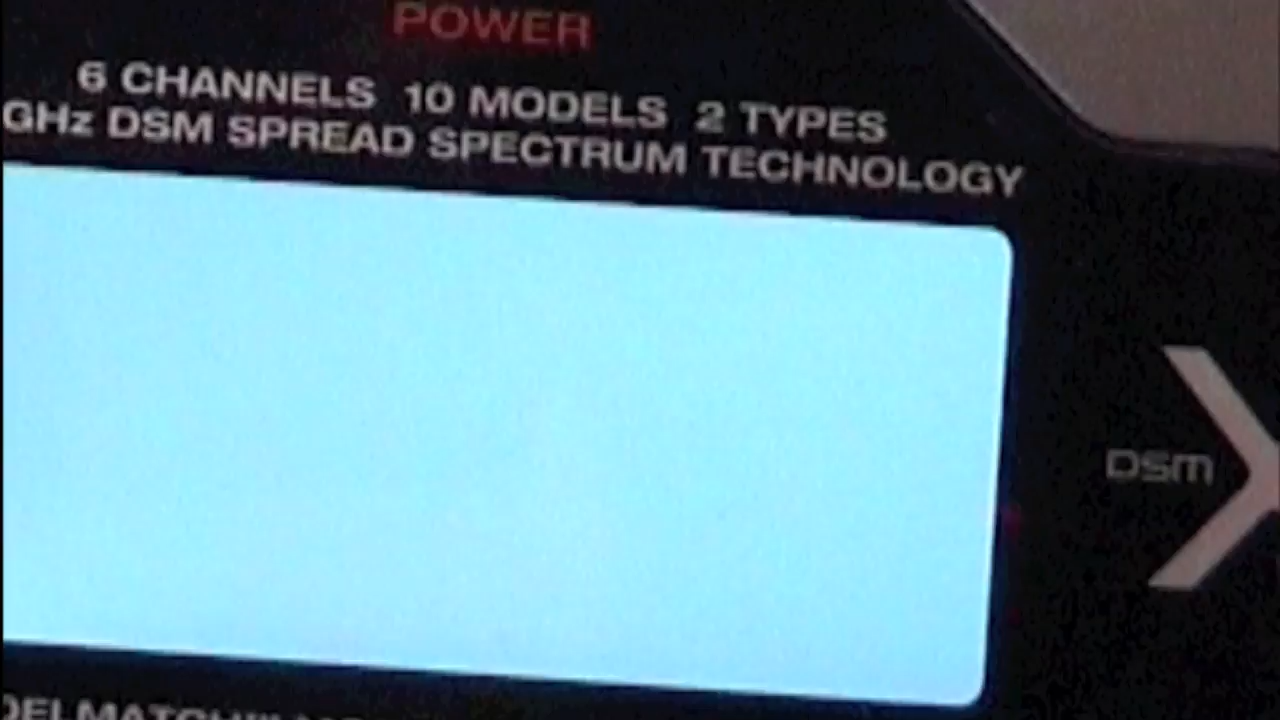 POWER
6 CHANNELS 10 MODELS 2 TYPES
GHz DSM SPREAD SPECTRUM TECHNOLOGY
DSM